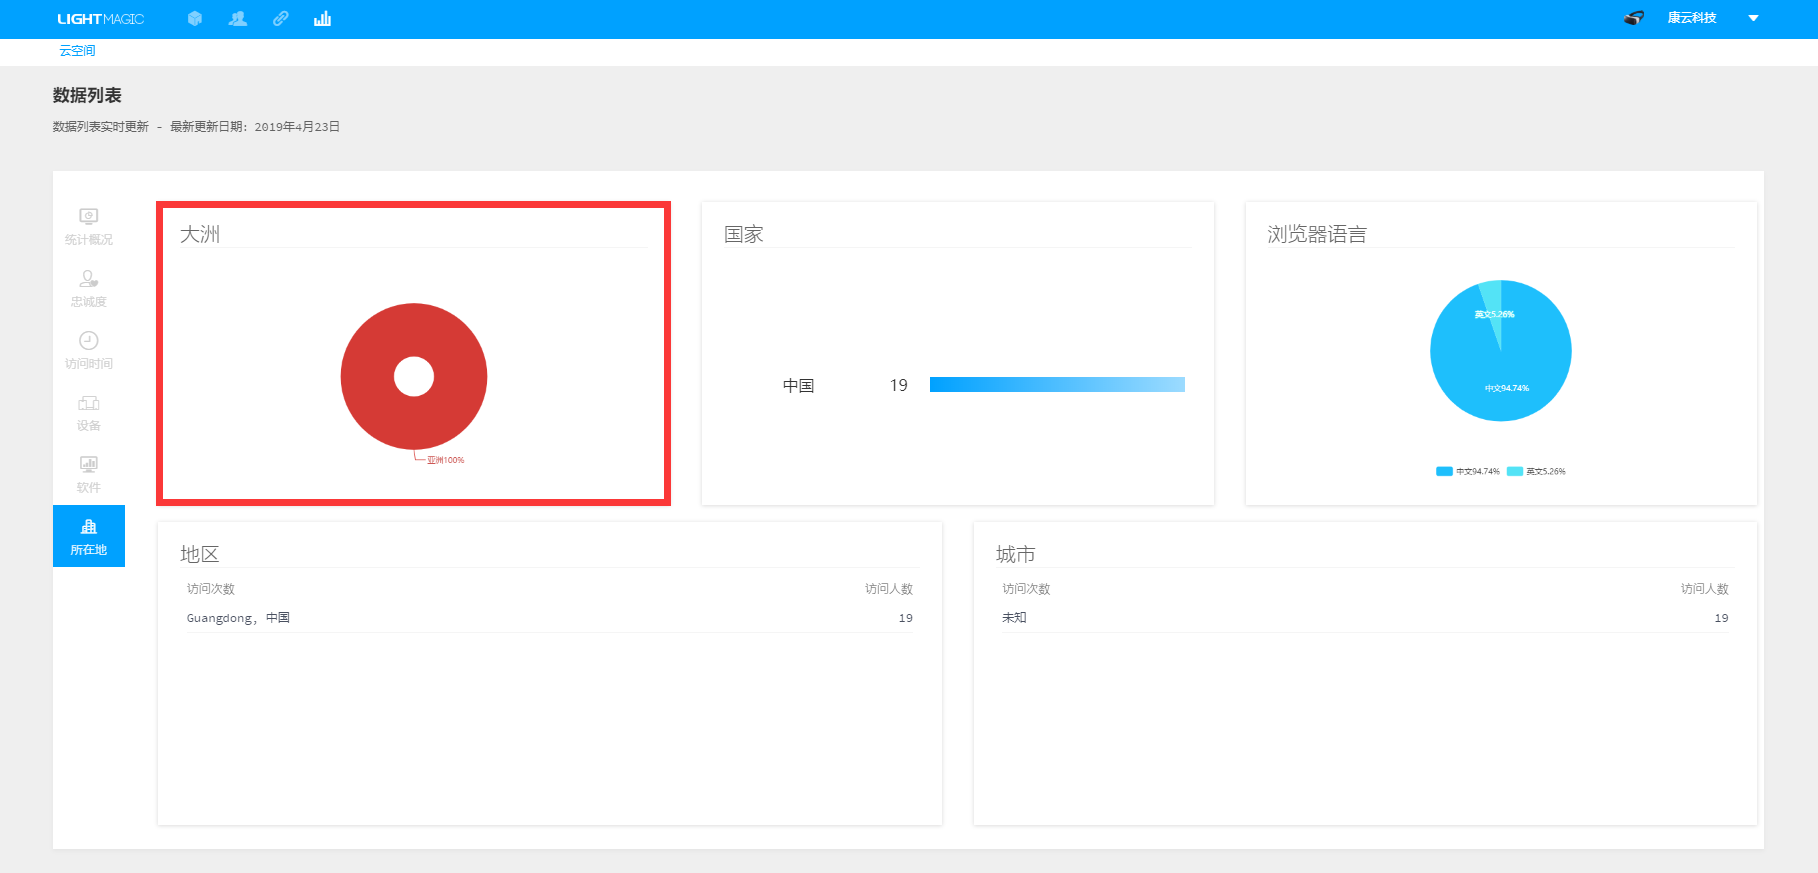 LIGHTMAGIC
康云科技
云空间
数据列表
数据列表实时更新 - 最新更新日期: 2019年4月23日
统计概况
忠诚度
访问时间
设备
软件
所在地
大洲
亚洲100%
国家
中国 19
浏览器语言
英文5.26%
中文94.74%
中文94.74% 英文5.26%
地区
访问次数 访问人数
Guangdong, 中国 19
城市
访问次数 访问人数
未知 19